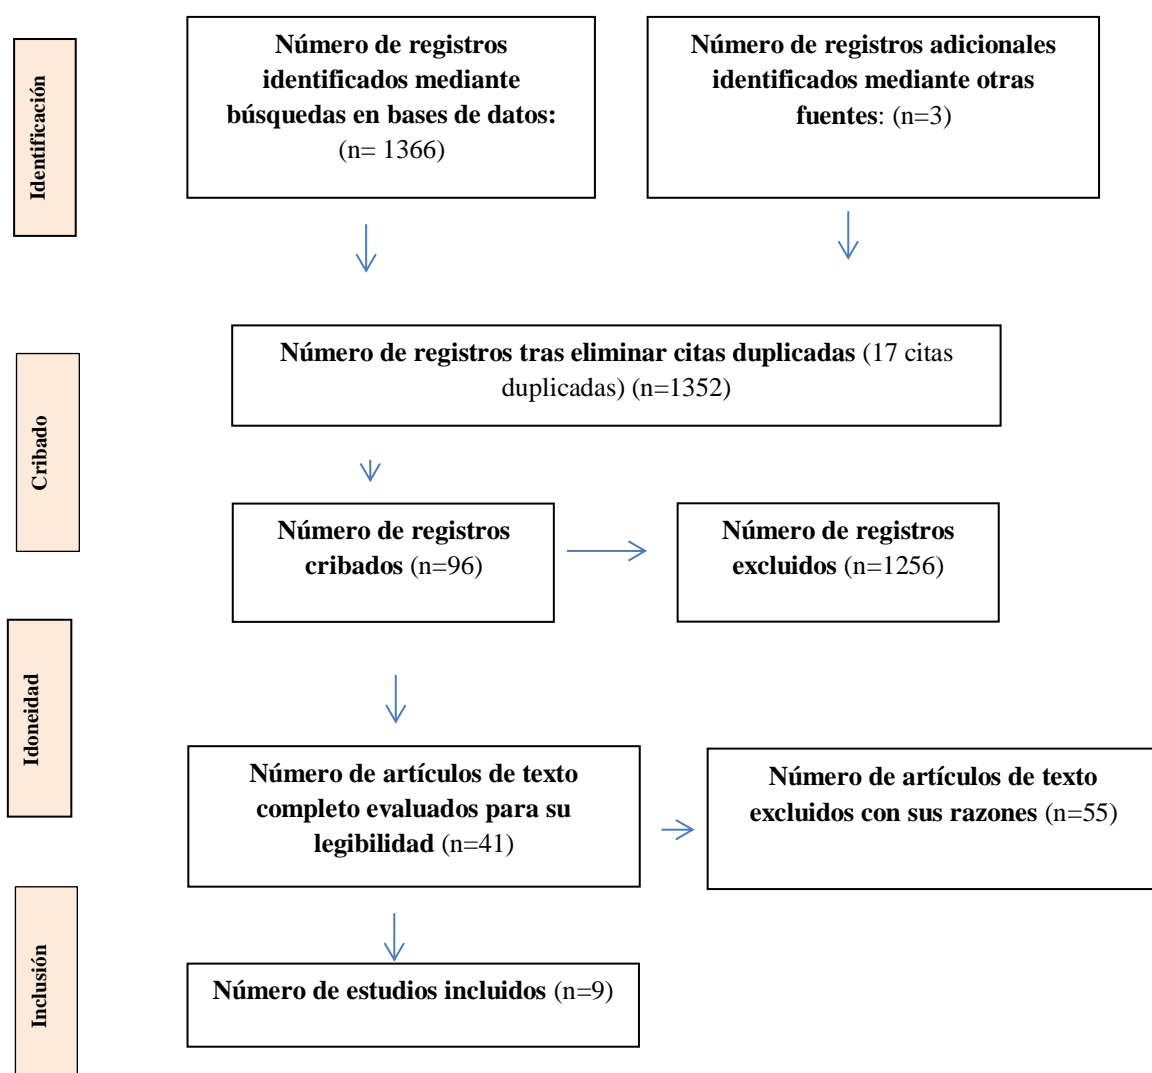 Identificación
Número de registros
identificados mediante
búsquedas en bases de datos:
(n= 1366)
Número de registros adicionales
identificados mediante otras
fuentes: (n=3)
Cribado
Número de registros tras eliminar citas duplicadas (17 citas
duplicadas) (n=1352)
Número de registros
cribados (n=96)
Número de registros
excluidos (n=1256)
Idoneidad
Número de artículos de texto
completo evaluados para su
legibilidad (n=41)
Número de artículos de texto
excluidos con sus razones (n=55)
Inclusión
Número de estudios incluidos (n=9)